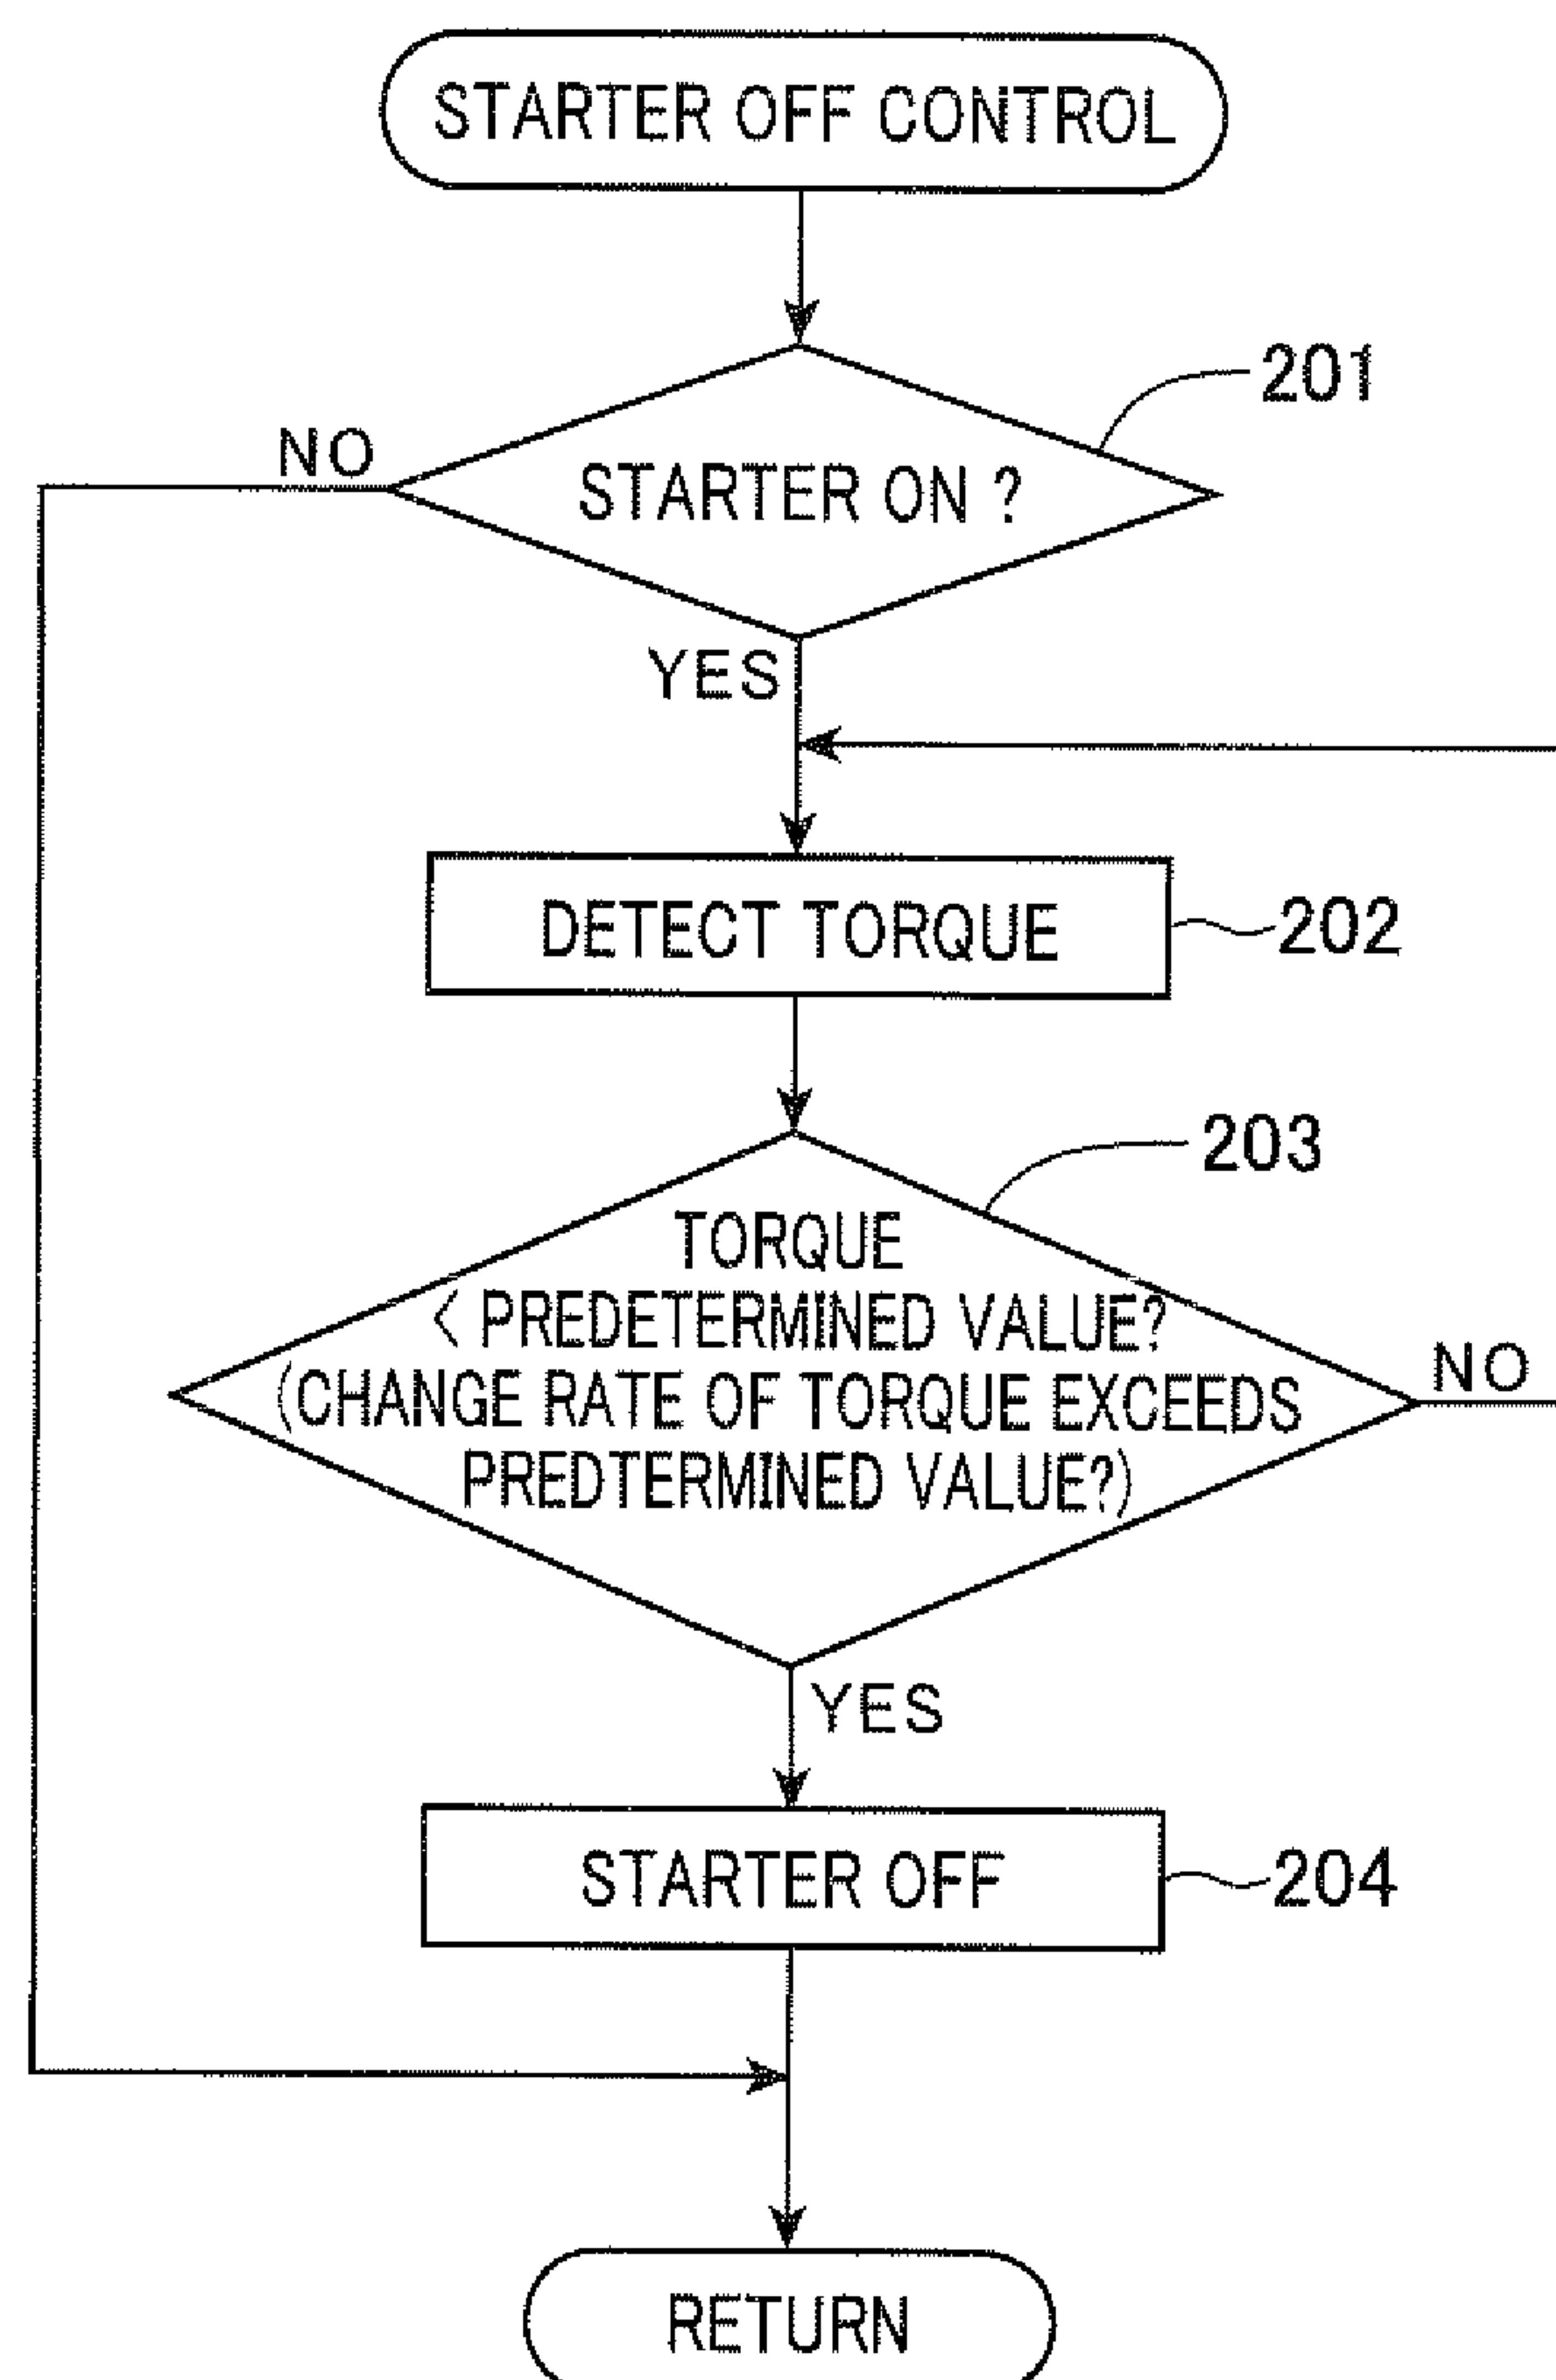 STARTER OFF CONTROL
201
NO
STARTER ON ?
YES
DETECT TORQUE
202
203
TORQUE
< PREDETERMINED VALUE?
(CHANGE RATE OF TORQUE EXCEEDS
PREDTERMINED VALUE?)
NO
YES
STARTER OFF
204
RETURN